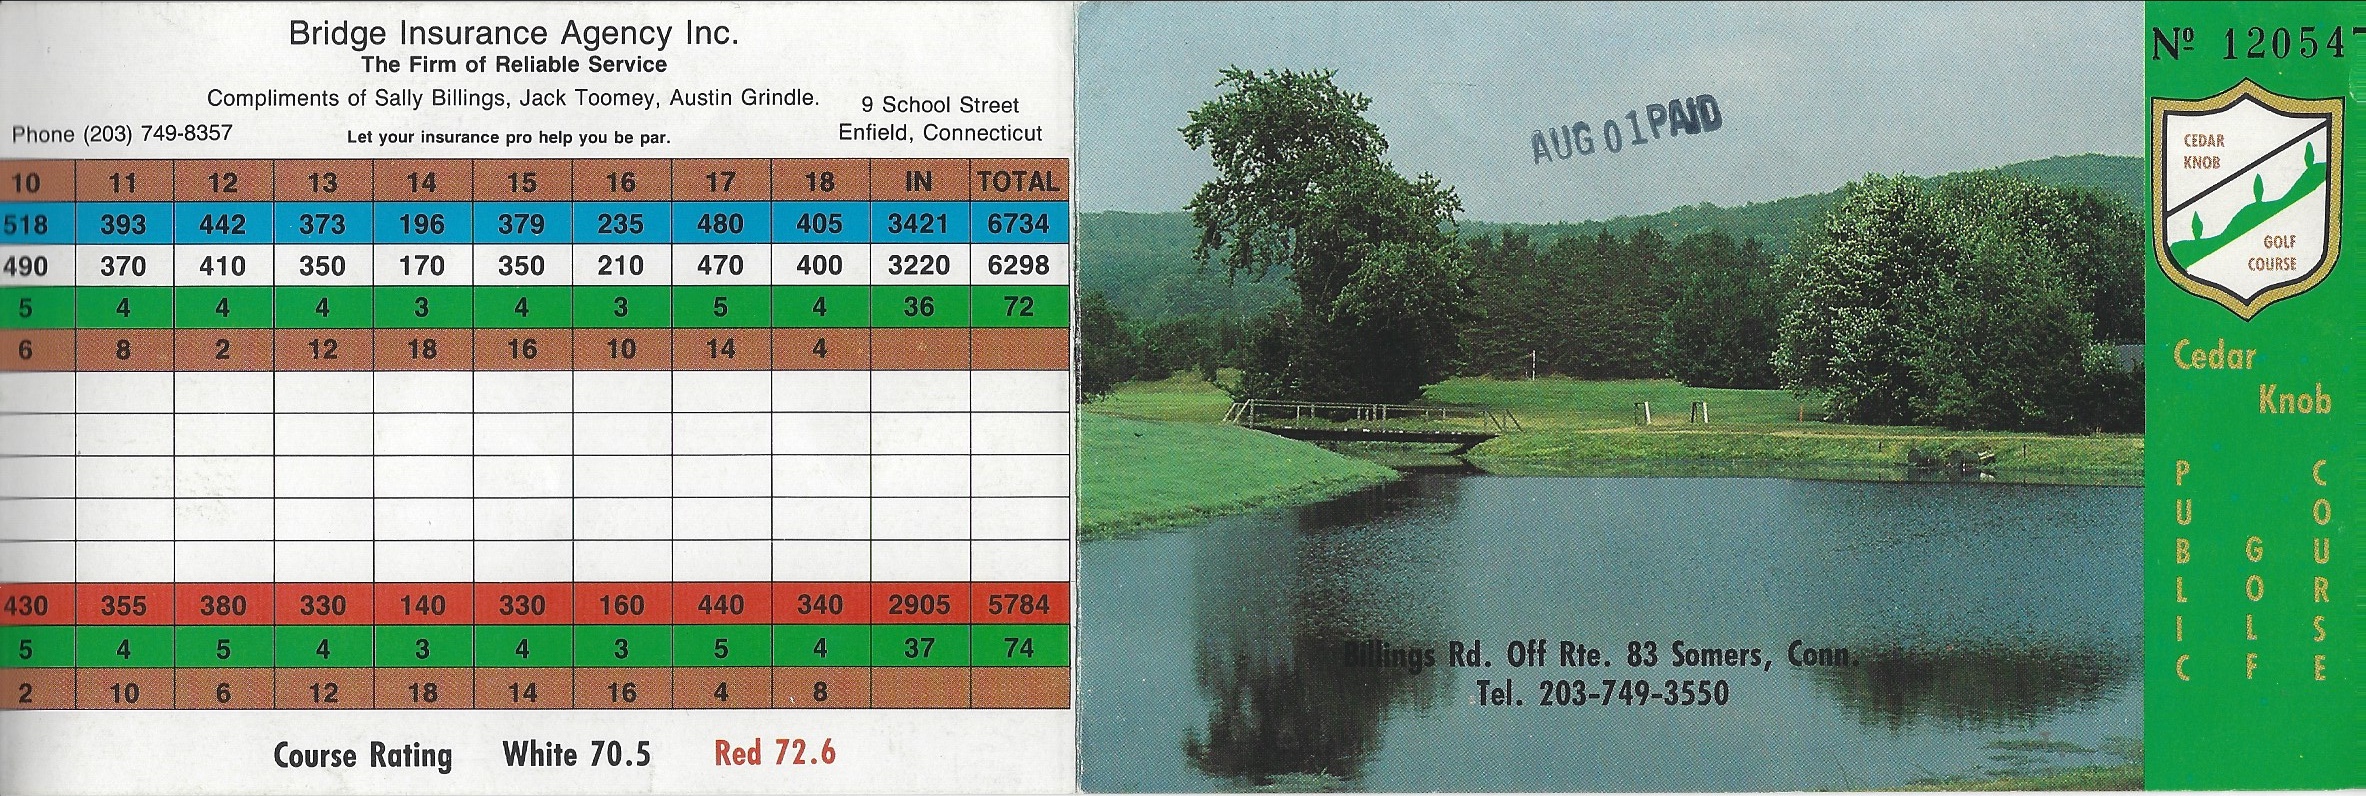 Bridge Insurance Agency Inc.
The Firm of Reliable Service
Compliments of Sally Billings, Jack Toomey, Austin Grindle.
9 School Street
Phone (203) 749-8357
Let your insurance pro help you be par.
Enfield, Connecticut
10 11 12 13 14 15 16 17 18 IN TOTAL
518 393 442 373 196 379 235 480 405 3421 6734
490 370 410 350 170 350 210 470 400 3220 6298
5 4 4 4 3 4 3 5 4 36 72
6 8 2 12 18 16 10 14 4
430 355 380 330 140 330 160 440 340 2905 5784
5 4 5 4 3 4 3 5 4 37 74
2 10 6 12 18 14 16 4 8
Course Rating White 70.5 Red 72.6
AUG 01 PAID
Billings Rd. Off Rte. 83 Somers, Conn.
Tel. 203-749-3550
Nº 120547
CEDAR
KNOB
GOLF
COURSE
Cedar
Knob
PUBLIC
GOLF
COURSE